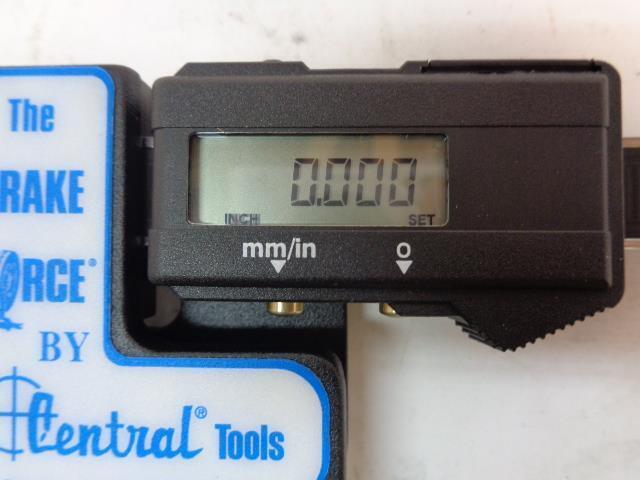 The
RAKE
RCE®
BY
Central® Tools
0.000
INCH SET
mm/in 0